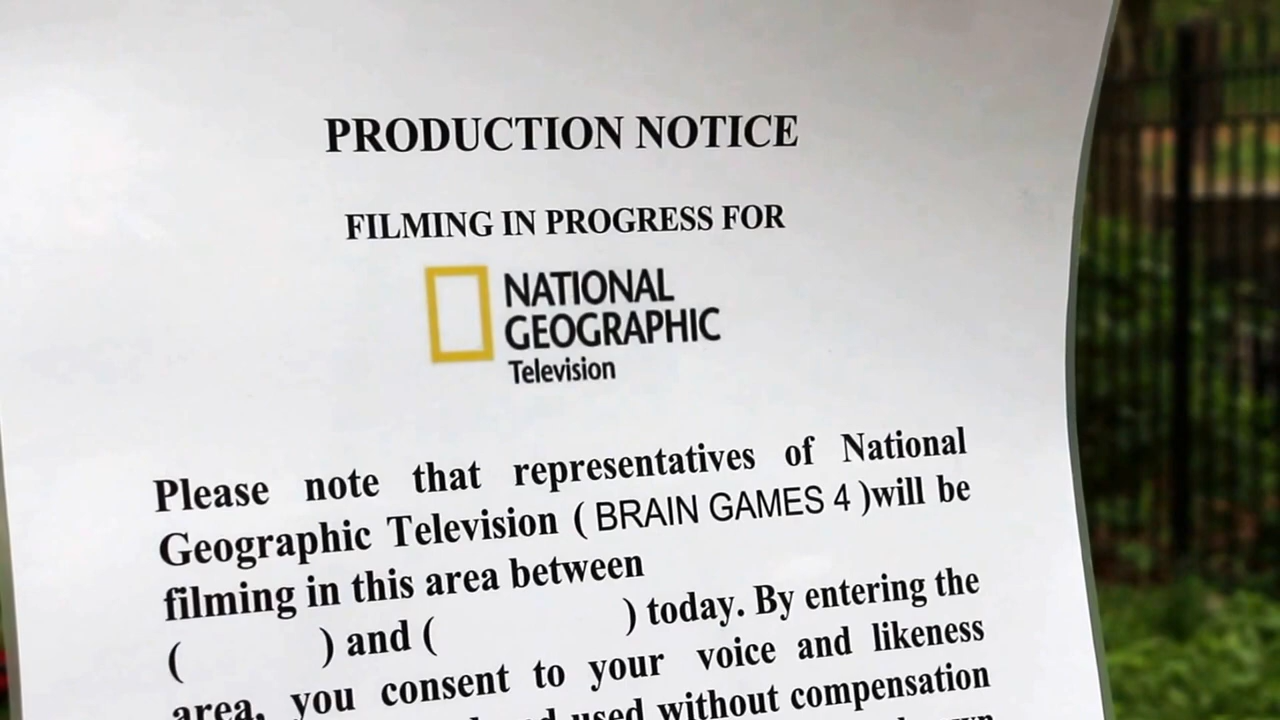 PRODUCTION NOTICE
FILMING IN PROGRESS FOR
NATIONAL
GEOGRAPHIC
Television
Please note that representatives of National
Geographic Television ( BRAIN GAMES 4 )will be
filming in this area between
( ) and ( ) today. By entering the
area, you consent to your voice and likeness
used without compensation